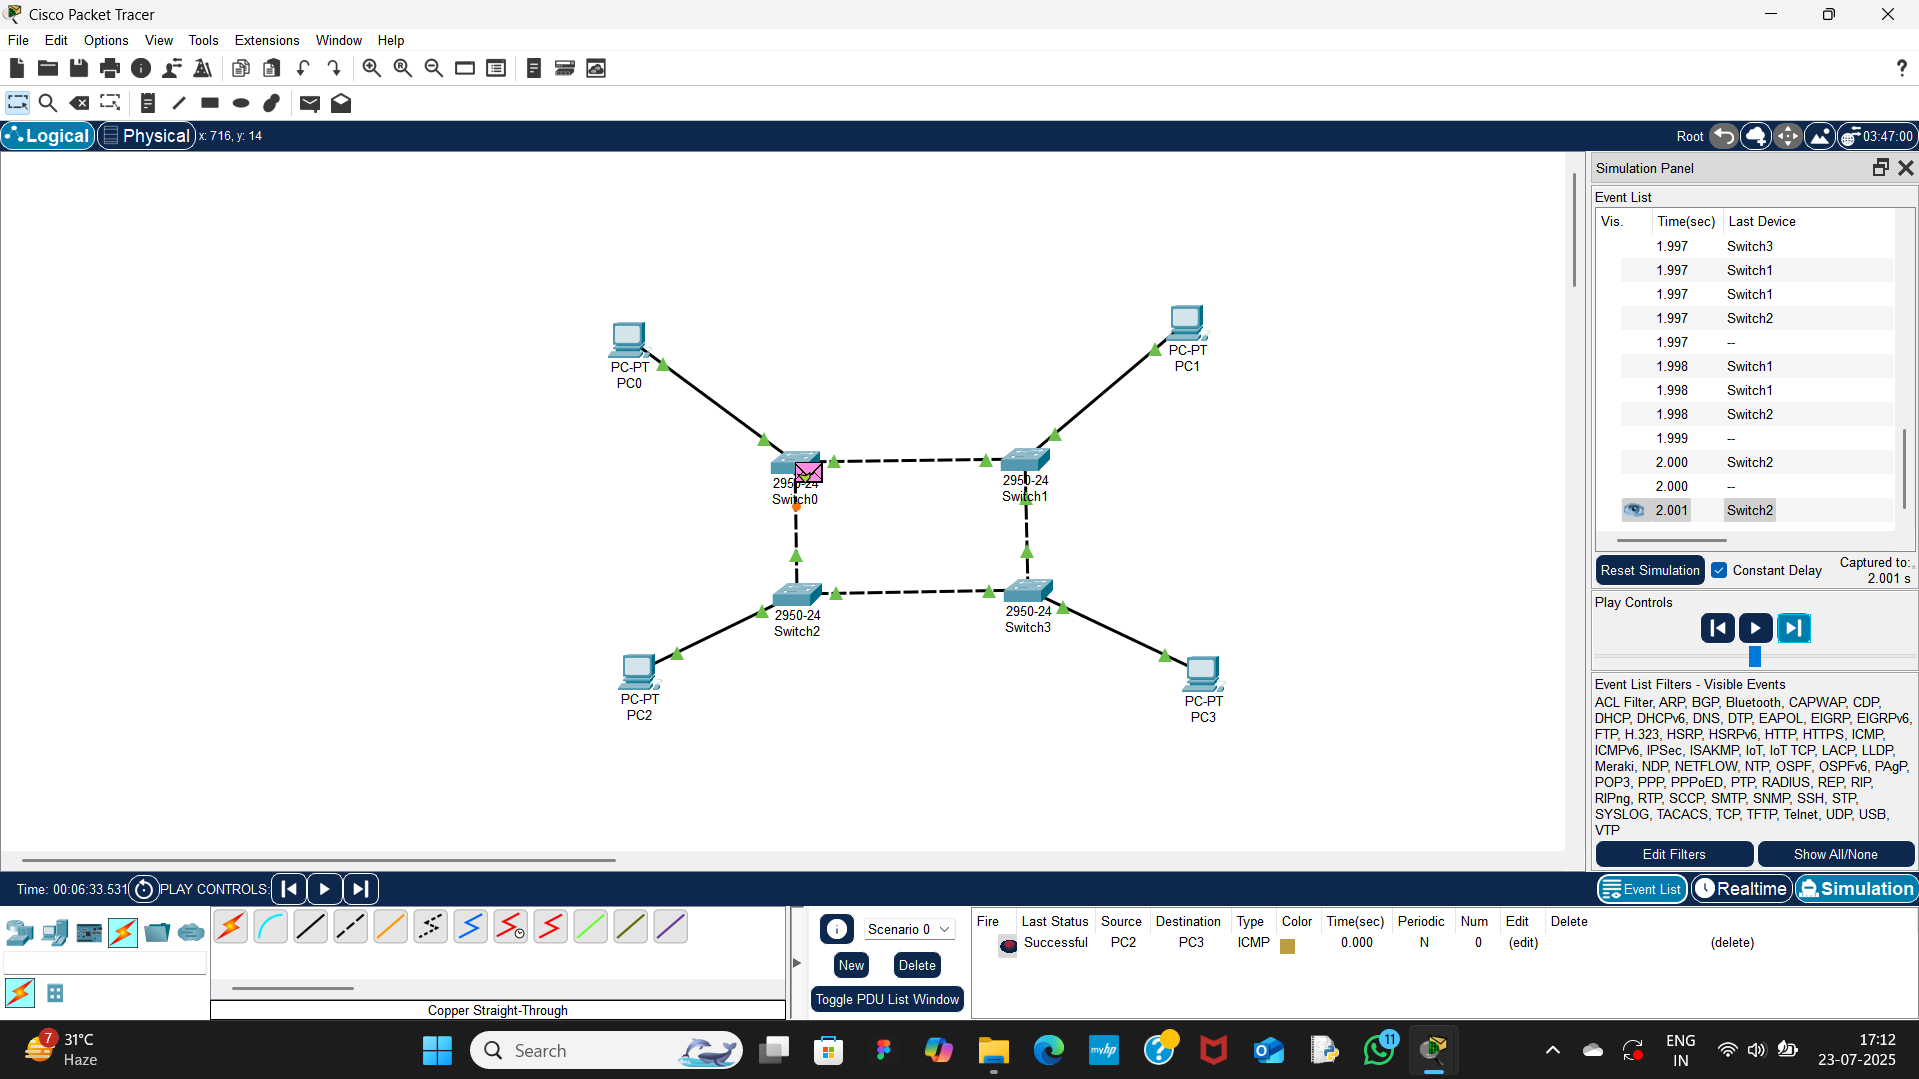 Cisco Packet Tracer
File Edit Options View Tools Extensions Window Help
?
Logical Physical x: 716, y: 14
Root 03:47:00
Simulation Panel
Event List
Vis. Time(sec) Last Device
1.997 Switch3
1.997 Switch1
1.997 Switch1
1.997 Switch2
1.997 --
1.998 Switch1
1.998 Switch1
1.998 Switch2
1.999 --
2.000 Switch2
2.000 --
2.001 Switch2
Reset Simulation Constant Delay
Captured to:
2.001 s
Play Controls
Event List Filters - Visible Events
ACL Filter, ARP, BGP, Bluetooth, CAPWAP, CDP,
DHCP, DHCPv6, DNS, DTP, EAPOL, EIGRP, EIGRPv6,
FTP, H.323, HSRP, HSRPv6, HTTP, HTTPS, ICMP,
ICMPv6, IPSec, ISAKMP, IoT, IoT TCP, LACP, LLDP,
Meraki, NDP, NETFLOW, NTP, OSPF, OSPFv6, PAgP,
POP3, PPP, PPPoED, PTP, RADIUS, REP, RIP,
RIPng, RTP, SCCP, SMTP, SNMP, SSH, STP,
SYSLOG, TACACS, TCP, TFTP, Telnet, UDP, USB,
VTP
Edit Filters Show All/None
PC-PT
PC0
PC-PT
PC1
2950-24
Switch0
2950-24
Switch1
2950-24
Switch2
2950-24
Switch3
PC-PT
PC2
PC-PT
PC3
Time: 00:06:33.531 PLAY CONTROLS:
Event List Realtime Simulation
Copper Straight-Through
Scenario 0
New Delete
Toggle PDU List Window
Fire Last Status Source Destination Type Color Time(sec) Periodic Num Edit Delete
Successful PC2 PC3 ICMP 0.000 N 0 (edit) (delete)
7
31°C
Haze
Search
myhp
11
ENG
IN
17:12
23-07-2025